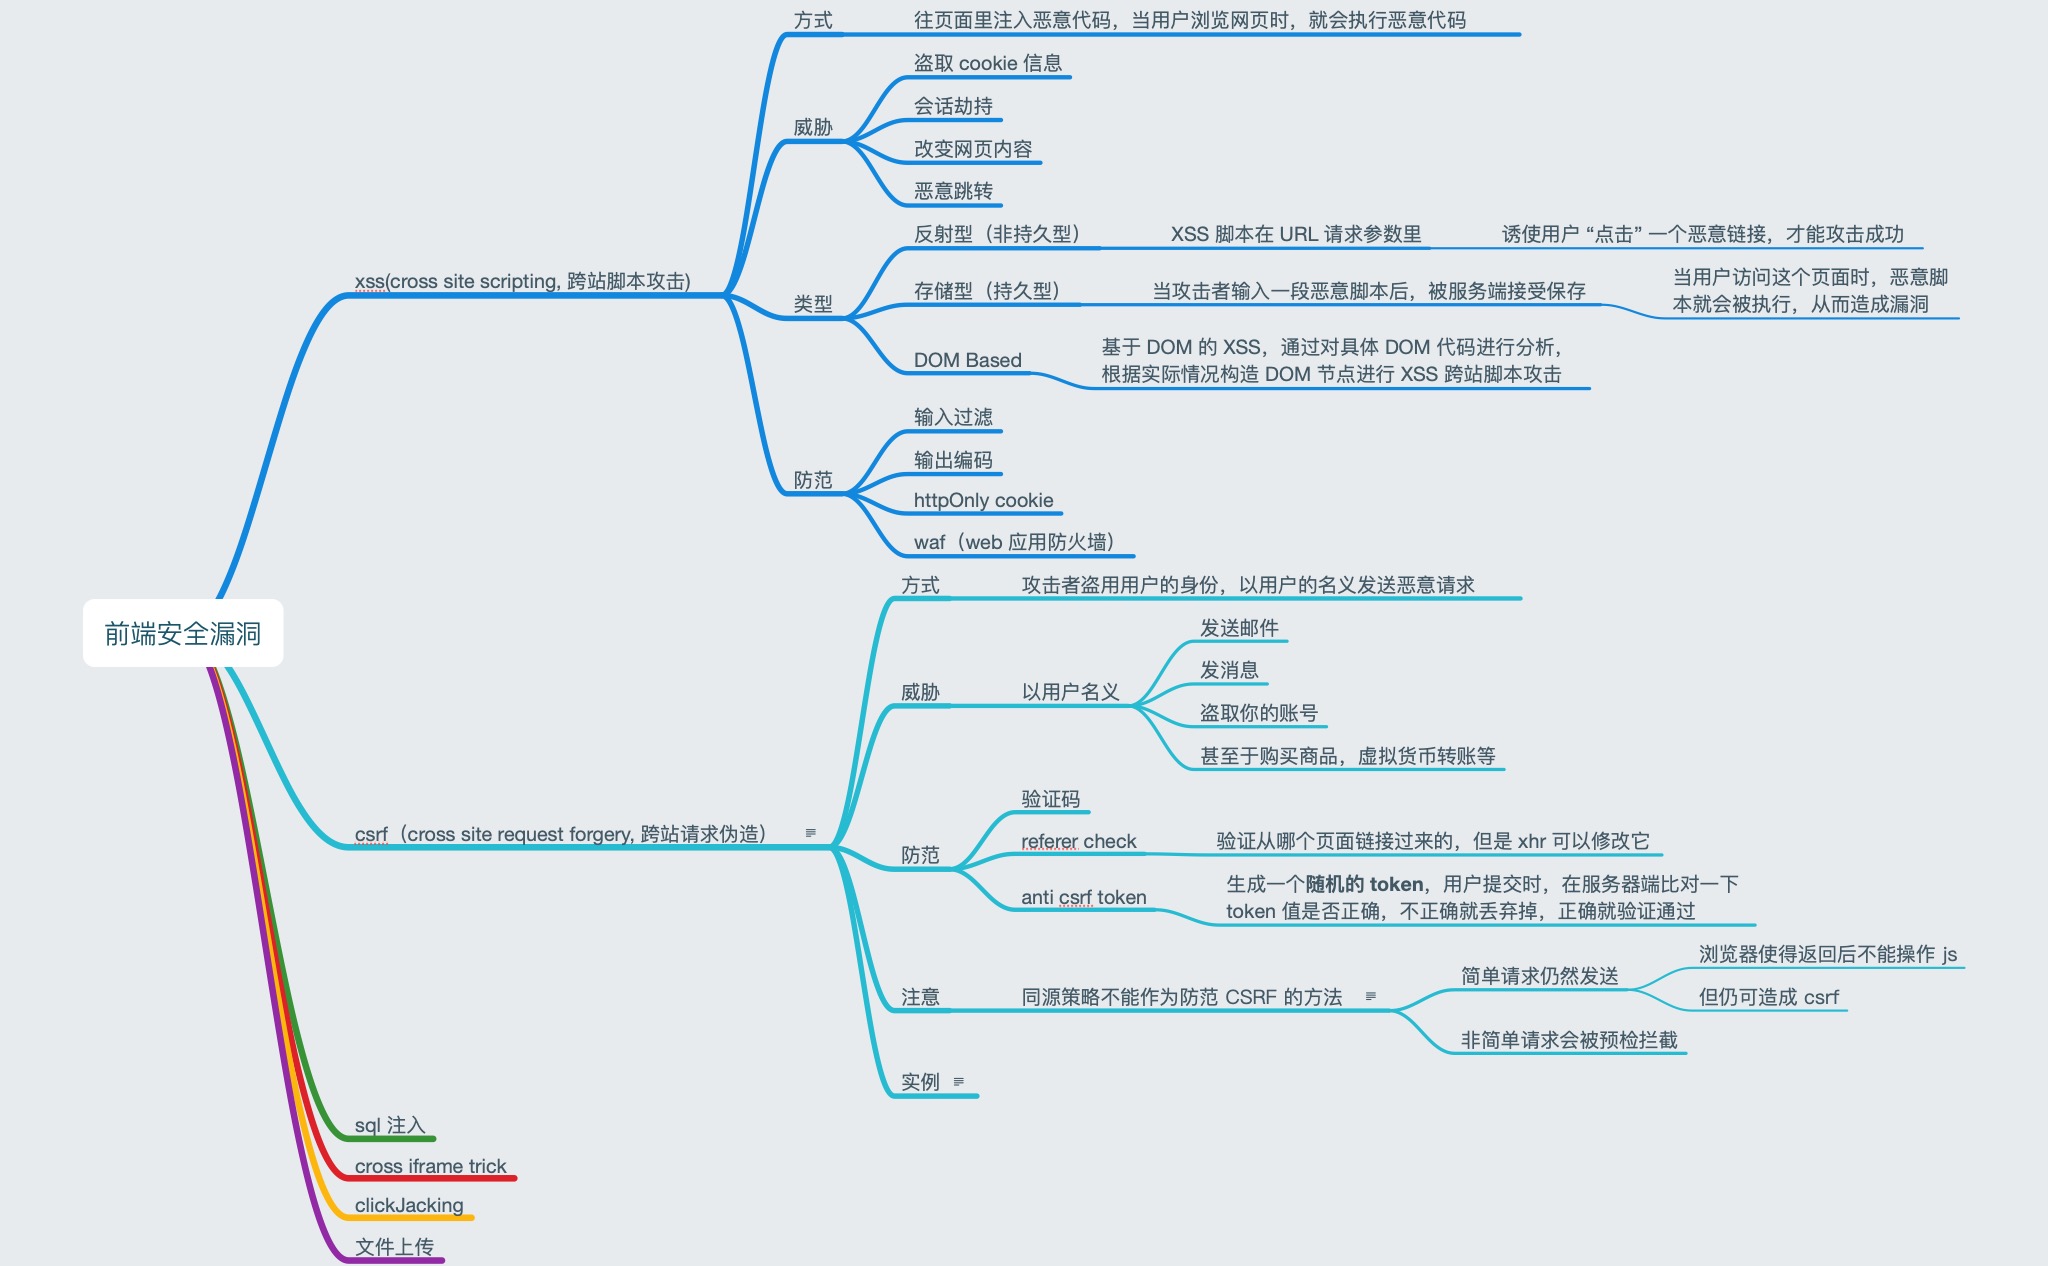 前端安全漏洞
xss(cross site scripting, 跨站脚本攻击)
方式
往页面里注入恶意代码，当用户浏览网页时，就会执行恶意代码
威胁
盗取 cookie 信息
会话劫持
改变网页内容
恶意跳转
类型
反射型（非持久型）
XSS 脚本在 URL 请求参数里
诱使用户 “点击” 一个恶意链接，才能攻击成功
存储型（持久型）
当攻击者输入一段恶意脚本后，被服务端接受保存
当用户访问这个页面时，恶意脚
本就会被执行，从而造成漏洞
DOM Based
基于 DOM 的 XSS，通过对具体 DOM 代码进行分析，
根据实际情况构造 DOM 节点进行 XSS 跨站脚本攻击
防范
输入过滤
输出编码
httpOnly cookie
waf（web 应用防火墙）
csrf（cross site request forgery, 跨站请求伪造）
方式
攻击者盗用用户的身份，以用户的名义发送恶意请求
威胁
以用户名义
发送邮件
发消息
盗取你的账号
甚至于购买商品，虚拟货币转账等
防范
验证码
referer check
验证从哪个页面链接过来的，但是 xhr 可以修改它
anti csrf token
生成一个随机的 token，用户提交时，在服务器端比对一下
token 值是否正确，不正确就丢弃掉，正确就验证通过
注意
同源策略不能作为防范 CSRF 的方法
简单请求仍然发送
浏览器使得返回后不能操作 js
但仍可造成 csrf
非简单请求会被预检拦截
实例
sql 注入
cross iframe trick
clickJacking
文件上传